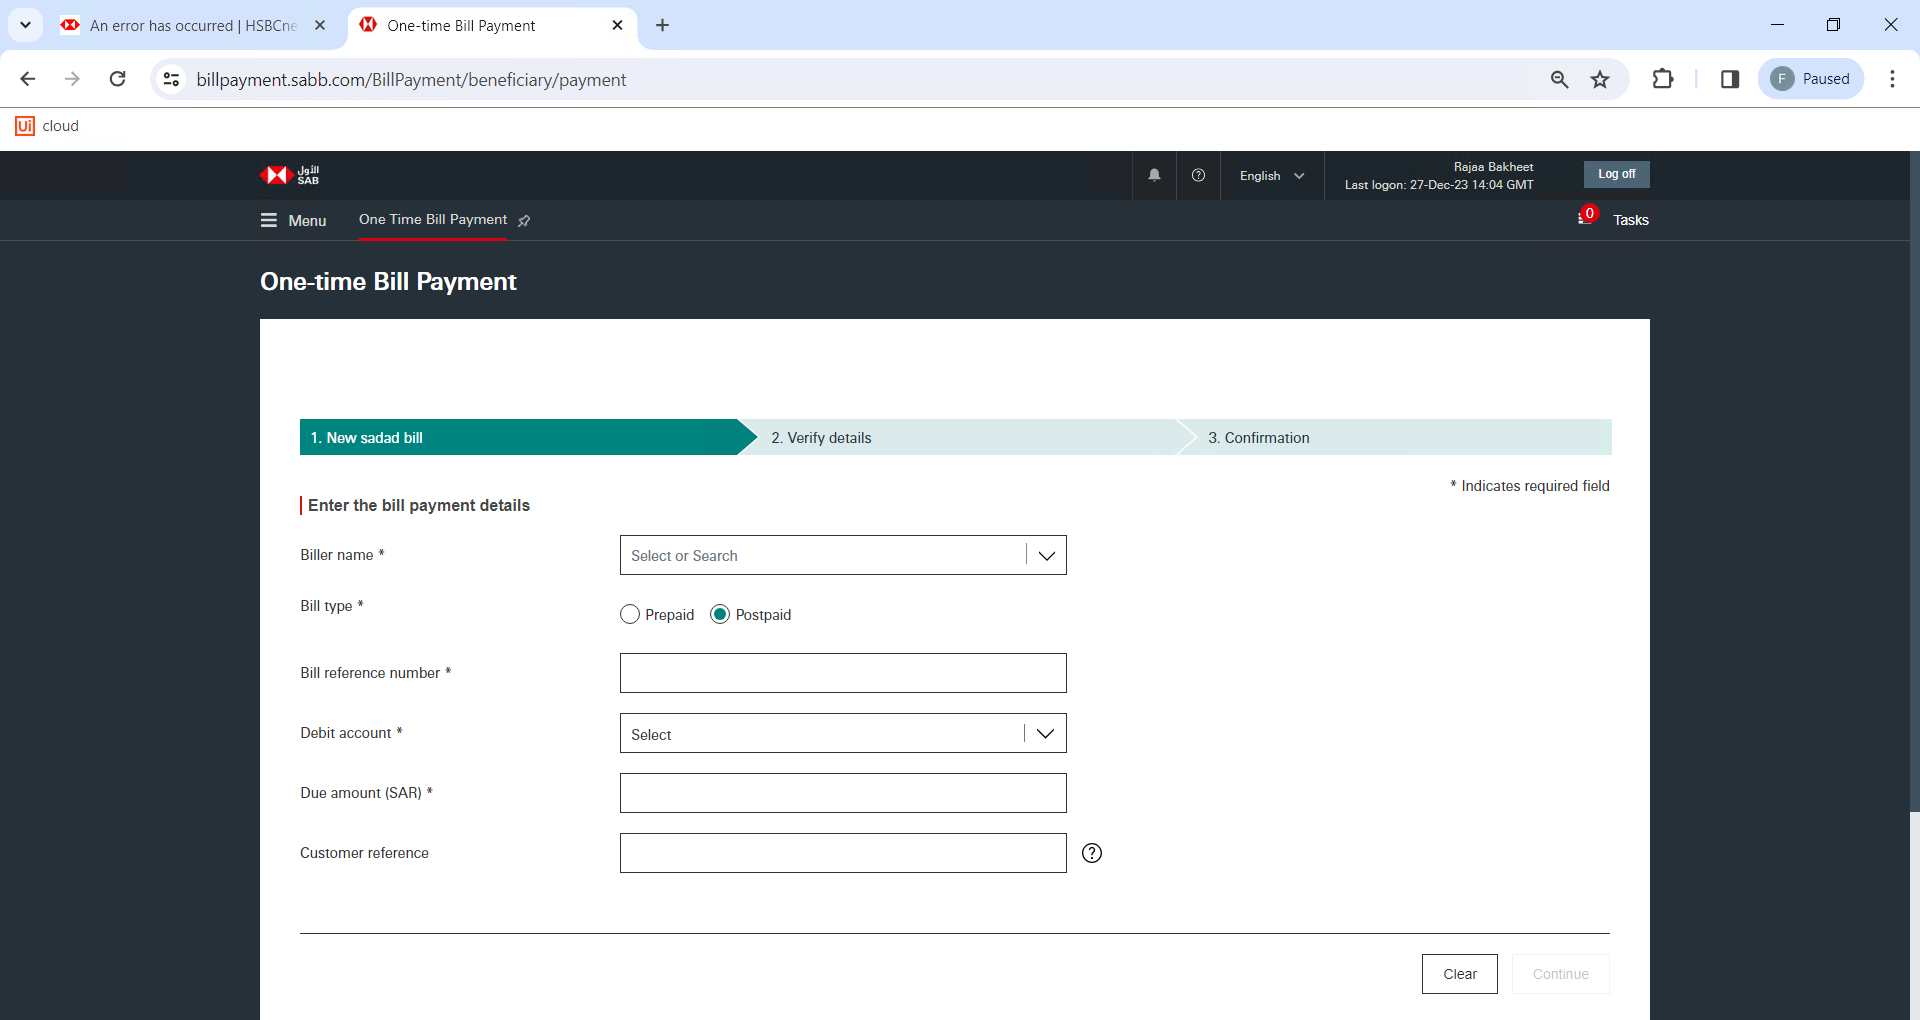 An error has occurred | HSBCne
One-time Bill Payment
billpayment.sabb.com/BillPayment/beneficiary/payment
F Paused
Ui cloud
الأول
SAB
English
Rajaa Bakheet
Last logon: 27-Dec-23 14:04 GMT
Log off
Menu
One Time Bill Payment
0
Tasks
One-time Bill Payment
1. New sadad bill
2. Verify details
3. Confirmation
* Indicates required field
Enter the bill payment details
Biller name *
Select or Search
Bill type *
Prepaid
Postpaid
Bill reference number *
Debit account *
Select
Due amount (SAR) *
Customer reference
?
Clear
Continue